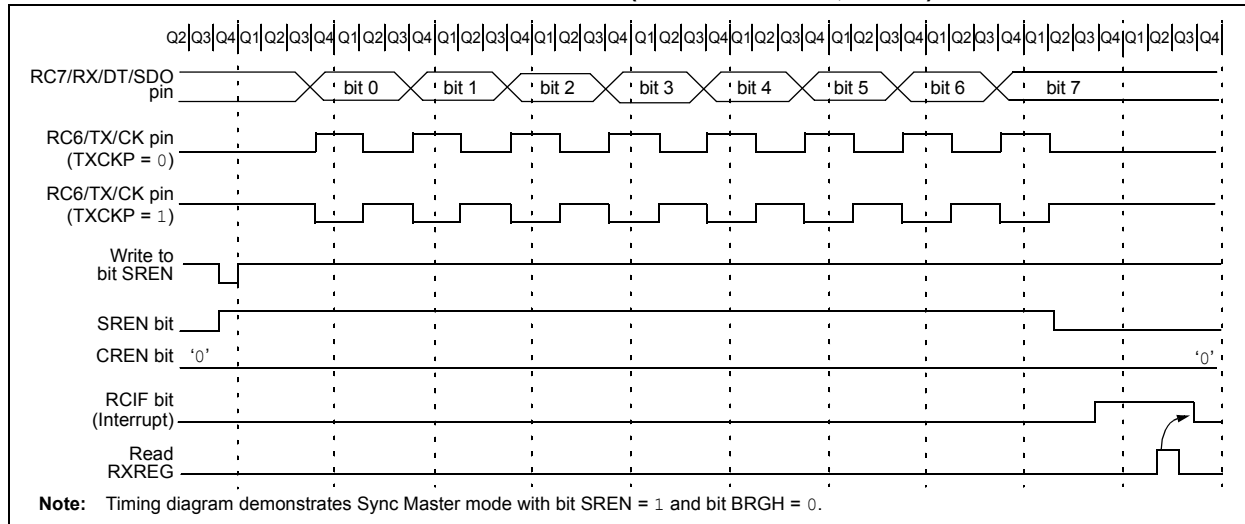 Q2|Q3|Q4|Q1|Q2|Q3|Q4|Q1|Q2|Q3|Q4|Q1|Q2|Q3|Q4|Q1|Q2|Q3|Q4|Q1|Q2|Q3|Q4|Q1|Q2|Q3|Q4|Q1|Q2|Q3|Q4|Q1|Q2|Q3|Q4|Q1|Q2|Q3|Q4|Q1|Q2|Q3|Q4
RC7/RX/DT/SDO
pin
bit 0 bit 1 bit 2 bit 3 bit 4 bit 5 bit 6 bit 7
RC6/TX/CK pin
(TXCKP = 0)
RC6/TX/CK pin
(TXCKP = 1)
Write to
bit SREN
SREN bit
CREN bit '0' '0'
RCIF bit
(Interrupt)
Read
RXREG
Note: Timing diagram demonstrates Sync Master mode with bit SREN = 1 and bit BRGH = 0.